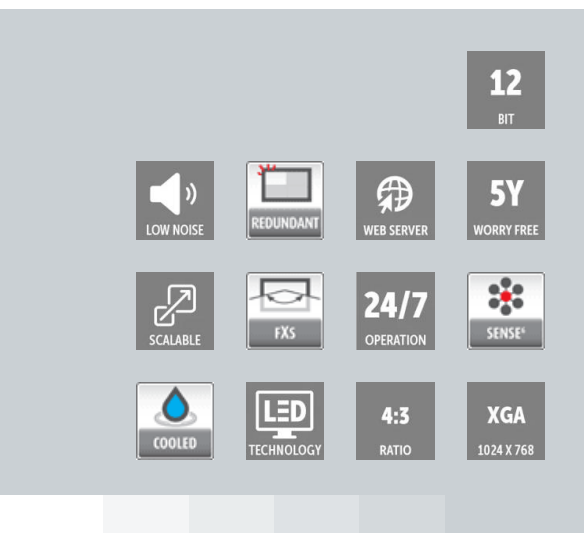 12
BIT
LOW NOISE
REDUNDANT
WEB SERVER
5Y
WORRY FREE
SCALABLE
FXS
24/7
OPERATION
SENSE⁶
COOLED
LED
TECHNOLOGY
4:3
RATIO
XGA
1024 X 768